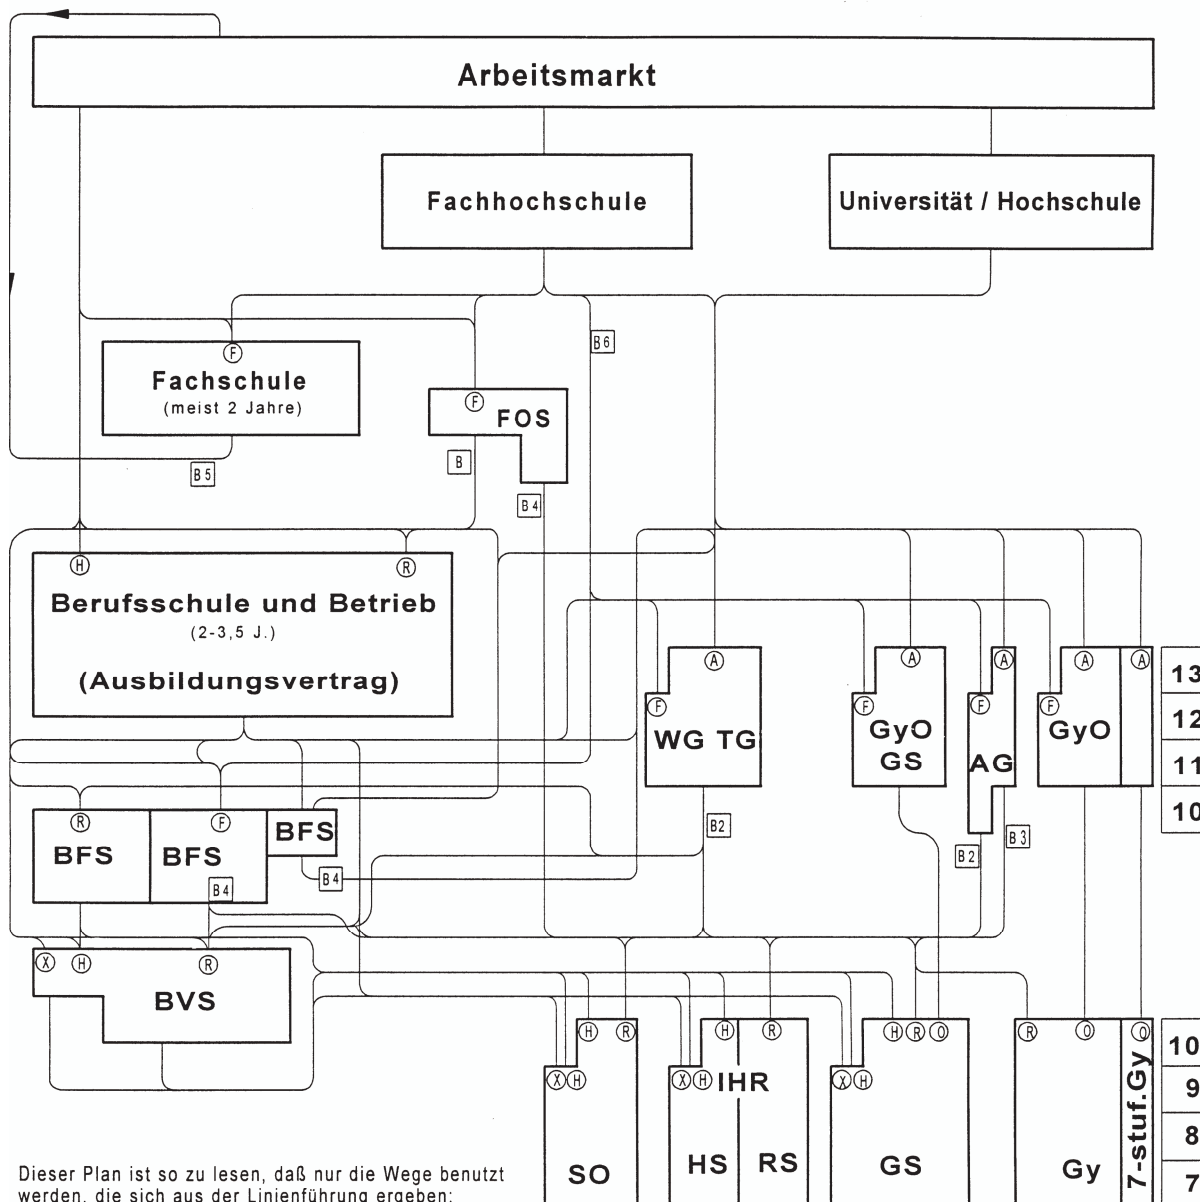 Arbeitsmarkt
Fachhochschule
Universität / Hochschule
B6
F
Fachschule
(meist 2 Jahre)
F
FOS
B5
B
B4
H
R
Berufsschule und Betrieb
(2-3,5 J.)
(Ausbildungsvertrag)
A
A
A
A
A
13
F
F
F
F
12
WG TG
GyO
GS
AG
GyO
11
10
R
F
BFS
BFS
BFS
B2
B3
B2
B4
B4
X
H
R
BVS
H
R
H
R
H
R
O
R
O
O
10
X
H
X
H
IHR
X
H
9
8
7
SO
HS
RS
GS
Gy
7-stuf.Gy
Dieser Plan ist so zu lesen, daß nur die Wege benutzt
werden, die sich aus der Linienführung ergeben: